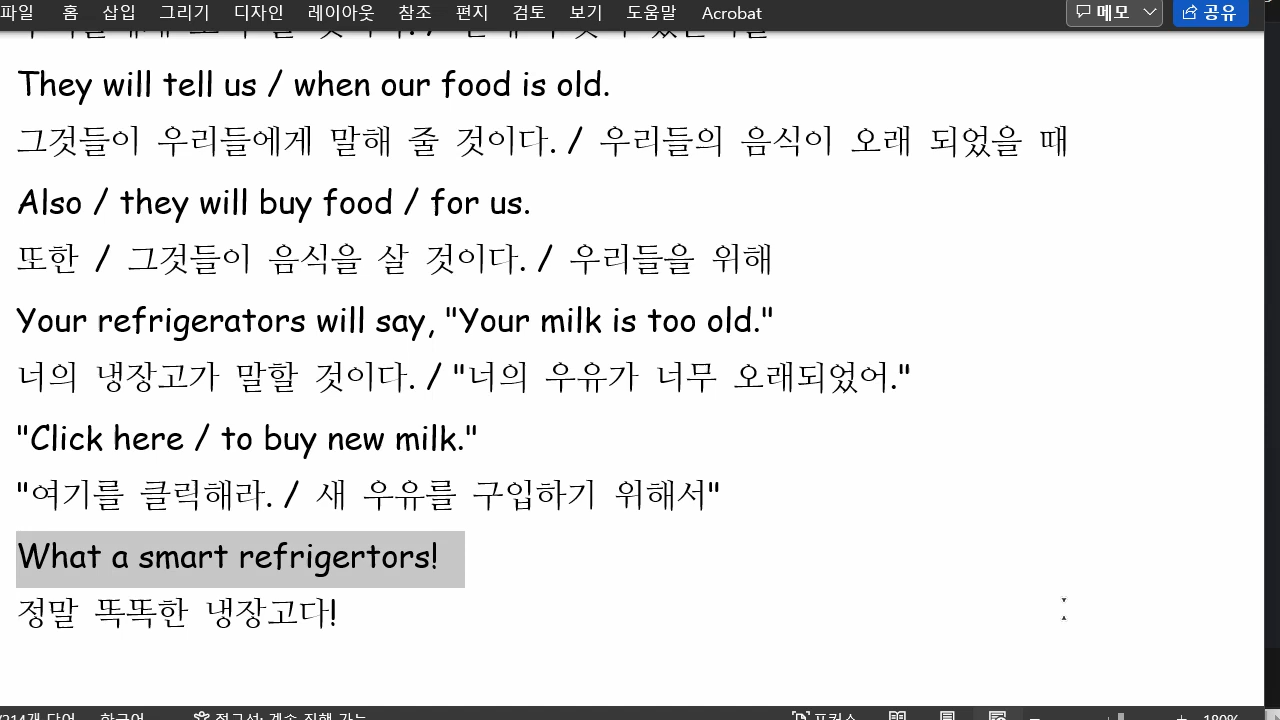 파일 홈 삽입 그리기 디자인 레이아웃 참조 편지 검토 보기 도움말 Acrobat 메모 공유
They will tell us / when our food is old.
그것들이 우리들에게 말해 줄 것이다. / 우리들의 음식이 오래 되었을 때
Also / they will buy food / for us.
또한 / 그것들이 음식을 살 것이다. / 우리들을 위해
Your refrigerators will say, "Your milk is too old."
너의 냉장고가 말할 것이다. / "너의 우유가 너무 오래되었어."
"Click here / to buy new milk."
"여기를 클릭해라. / 새 우유를 구입하기 위해서"
What a smart refrigertors!
정말 똑똑한 냉장고다!